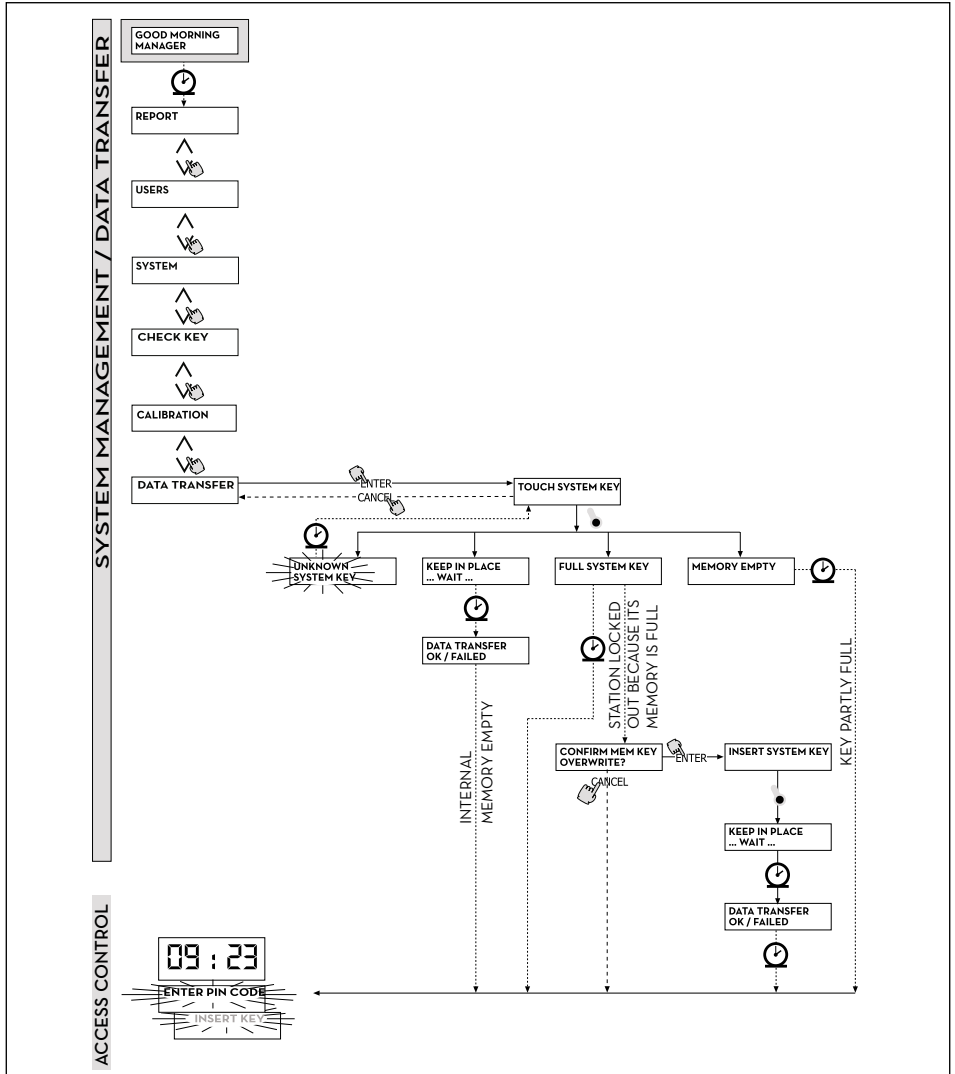 SYSTEM MANAGEMENT / DATA TRANSFER
GOOD MORNING
MANAGER
REPORT
USERS
SYSTEM
CHECK KEY
CALIBRATION
DATA TRANSFER
ENTER
CANCEL
TOUCH SYSTEM KEY
UNKNOWN
SYSTEM KEY
KEEP IN PLACE
... WAIT ...
FULL SYSTEM KEY
MEMORY EMPTY
DATA TRANSFER
OK / FAILED
STATION LOCKED
OUT BECAUSE ITS
MEMORY IS FULL
KEY PARTLY FULL
INTERNAL
MEMORY EMPTY
CONFIRM MEM KEY
OVERWRITE?
ENTER
INSERT SYSTEM KEY
CANCEL
KEEP IN PLACE
... WAIT ...
DATA TRANSFER
OK / FAILED
ACCESS CONTROL
09 : 23
ENTER PIN CODE
INSERT KEY